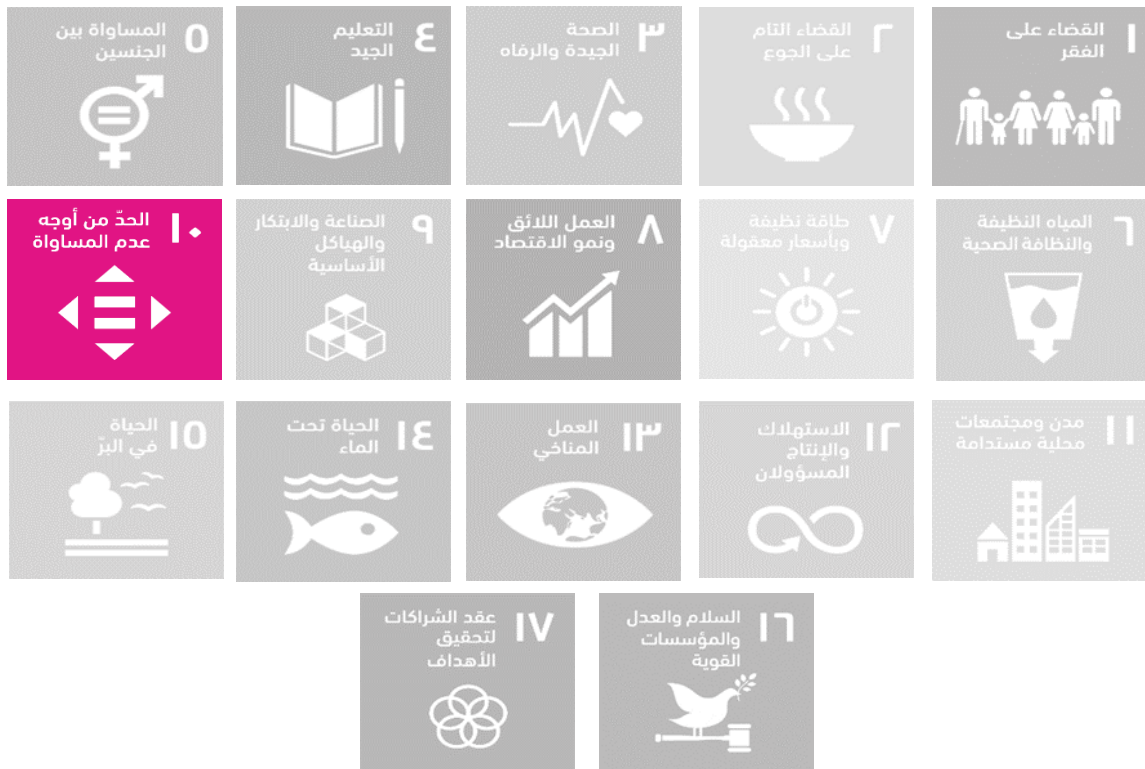 ١
القضاء على
الفقر
٢
القضاء التام
على الجوع
٣
الصحة
الجيدة والرفاه
٤
التعليم
الجيد
٥
المساواة بين
الجنسين
٦
المياه النظيفة
والنظافة الصحية
٧
طاقة نظيفة
وبأسعار معقولة
٨
العمل اللائق
ونمو الاقتصاد
٩
الصناعة والابتكار
والهياكل
الأساسية
١٠
الحدّ من أوجه
عدم المساواة
١١
مدن ومجتمعات
محلية مستدامة
١٢
الاستهلاك
والإنتاج
المسؤولان
١٣
العمل
المناخي
١٤
الحياة تحت
الماء
١٥
الحياة
في البرّ
١٦
السلام والعدل
والمؤسسات
القوية
١٧
عقد الشراكات
لتحقيق
الأهداف